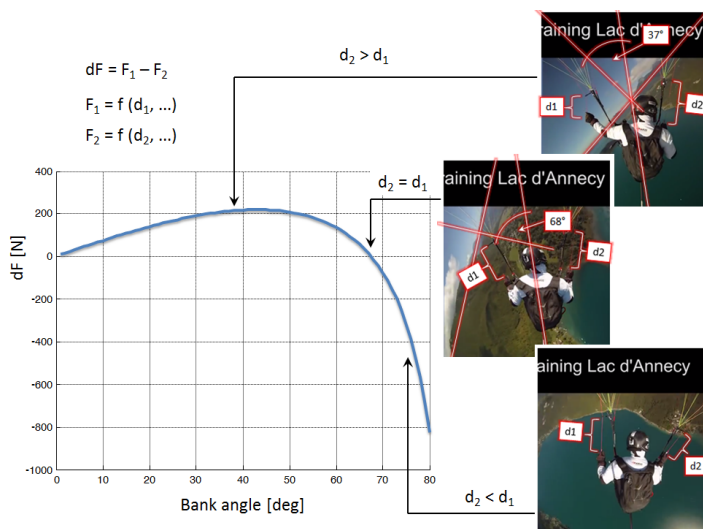 dF = F₁ – F₂
F₁ = f (d₁, ...)
F₂ = f (d₂, ...)
d₂ > d₁
d₂ = d₁
d₂ < d₁
400
200
0
-200
-400
-600
-800
-1000
dF [N]
0 10 20 30 40 50 60 70 80
Bank angle [deg]
raining Lac d'Annecy
37°
d1
d2
raining Lac d'Annecy
68°
d1
d2
aining Lac d'Annecy
d1
d2